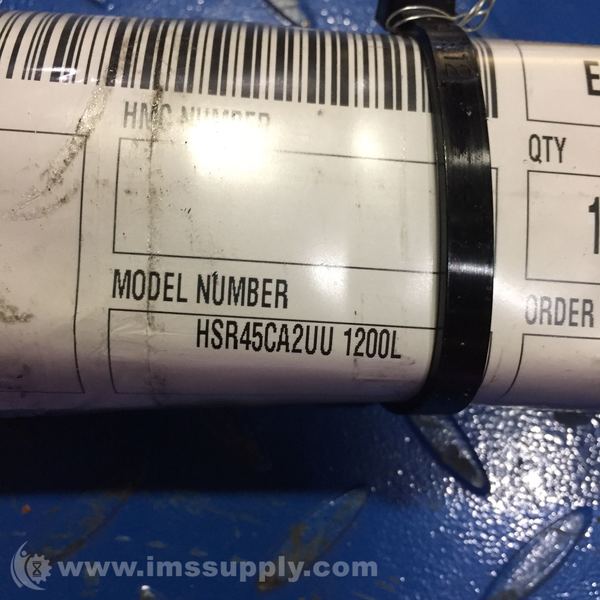 HMC NUMBER
QTY
1
MODEL NUMBER
HSR45CA2UU 1200L
ORDER
www.imssupply.com